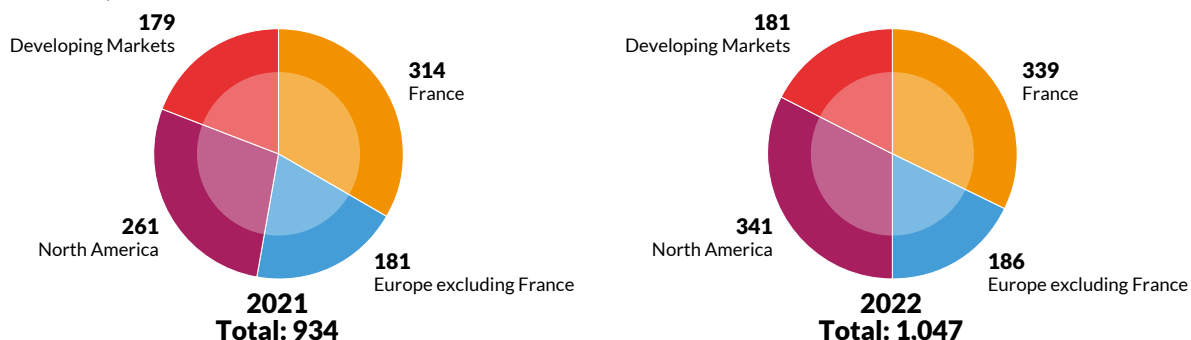 179
Developing Markets
314
France
261
North America
181
Europe excluding France
2021
Total: 934
181
Developing Markets
339
France
341
North America
186
Europe excluding France
2022
Total: 1,047